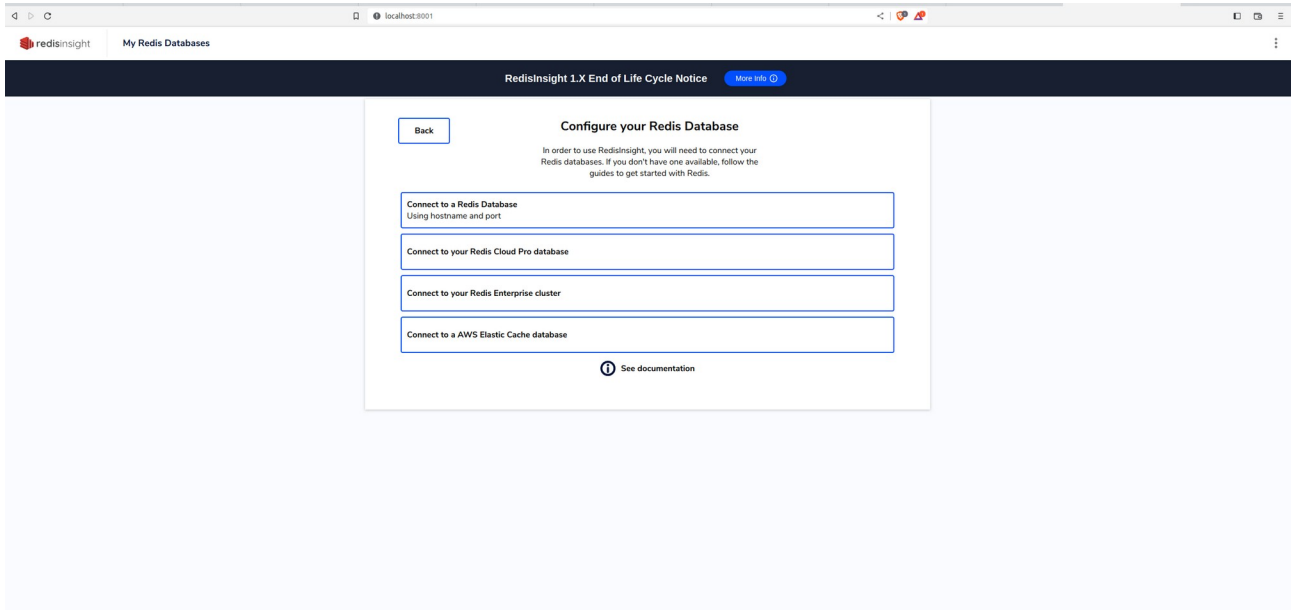 localhost:8001
redisinsight
My Redis Databases
RedisInsight 1.X End of Life Cycle Notice
More Info
Back
Configure your Redis Database
In order to use RedisInsight, you will need to connect your
Redis databases. If you don't have one available, follow the
guides to get started with Redis.
Connect to a Redis Database
Using hostname and port
Connect to your Redis Cloud Pro database
Connect to your Redis Enterprise cluster
Connect to a AWS Elastic Cache database
See documentation